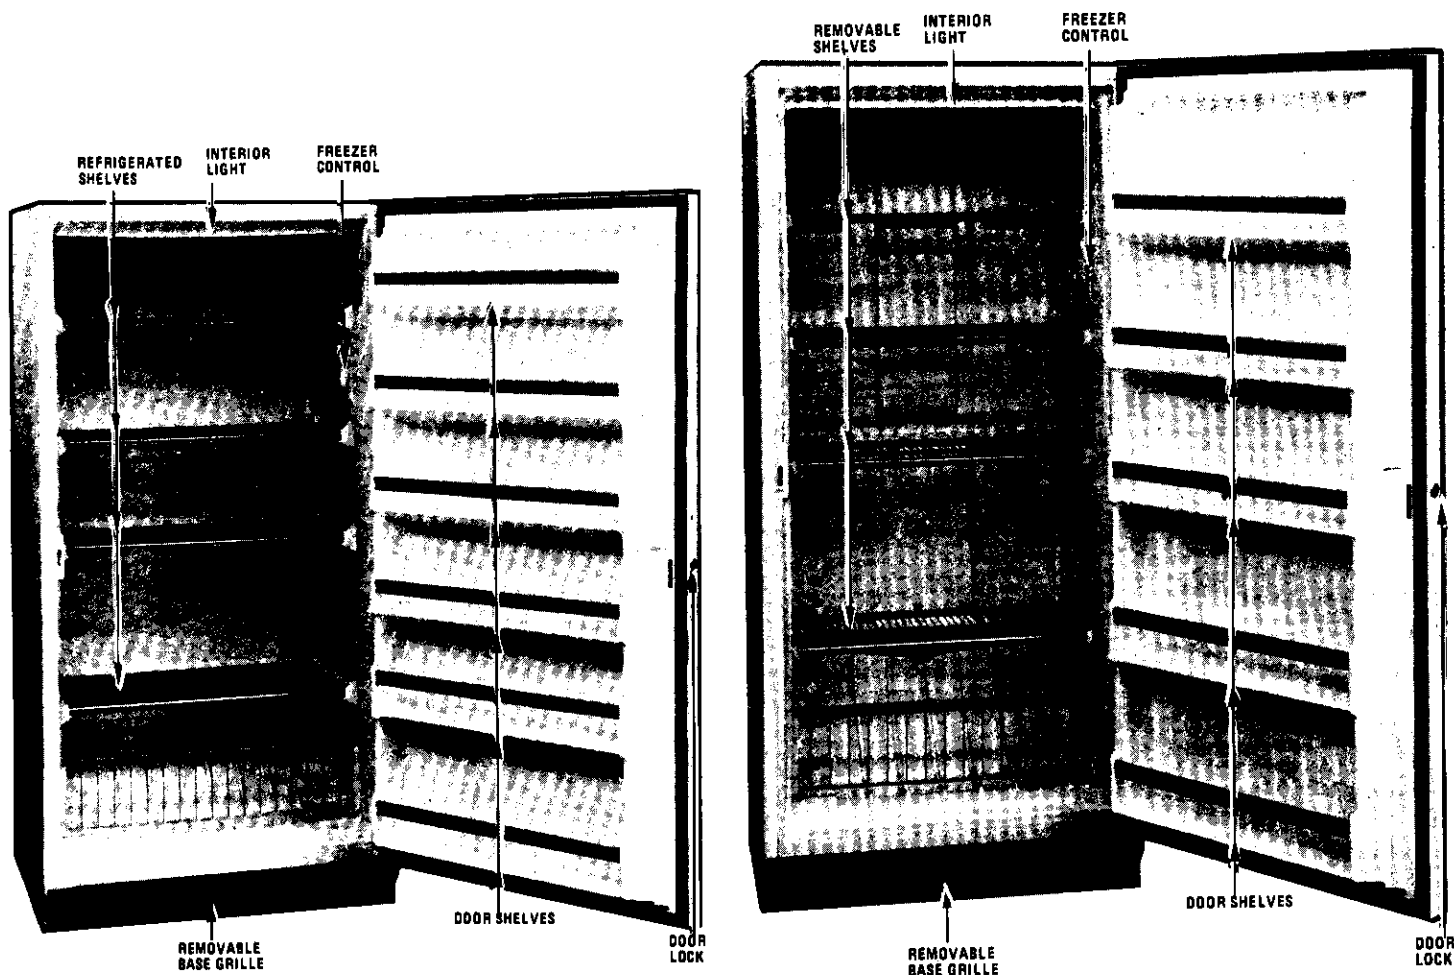 REFRIGERATED
SHELVES
INTERIOR
LIGHT
FREEZER
CONTROL
DOOR SHELVES
REMOVABLE
BASE GRILLE
DOOR
LOCK
REMOVABLE
SHELVES
INTERIOR
LIGHT
FREEZER
CONTROL
DOOR SHELVES
REMOVABLE
BASE GRILLE
DOOR
LOCK